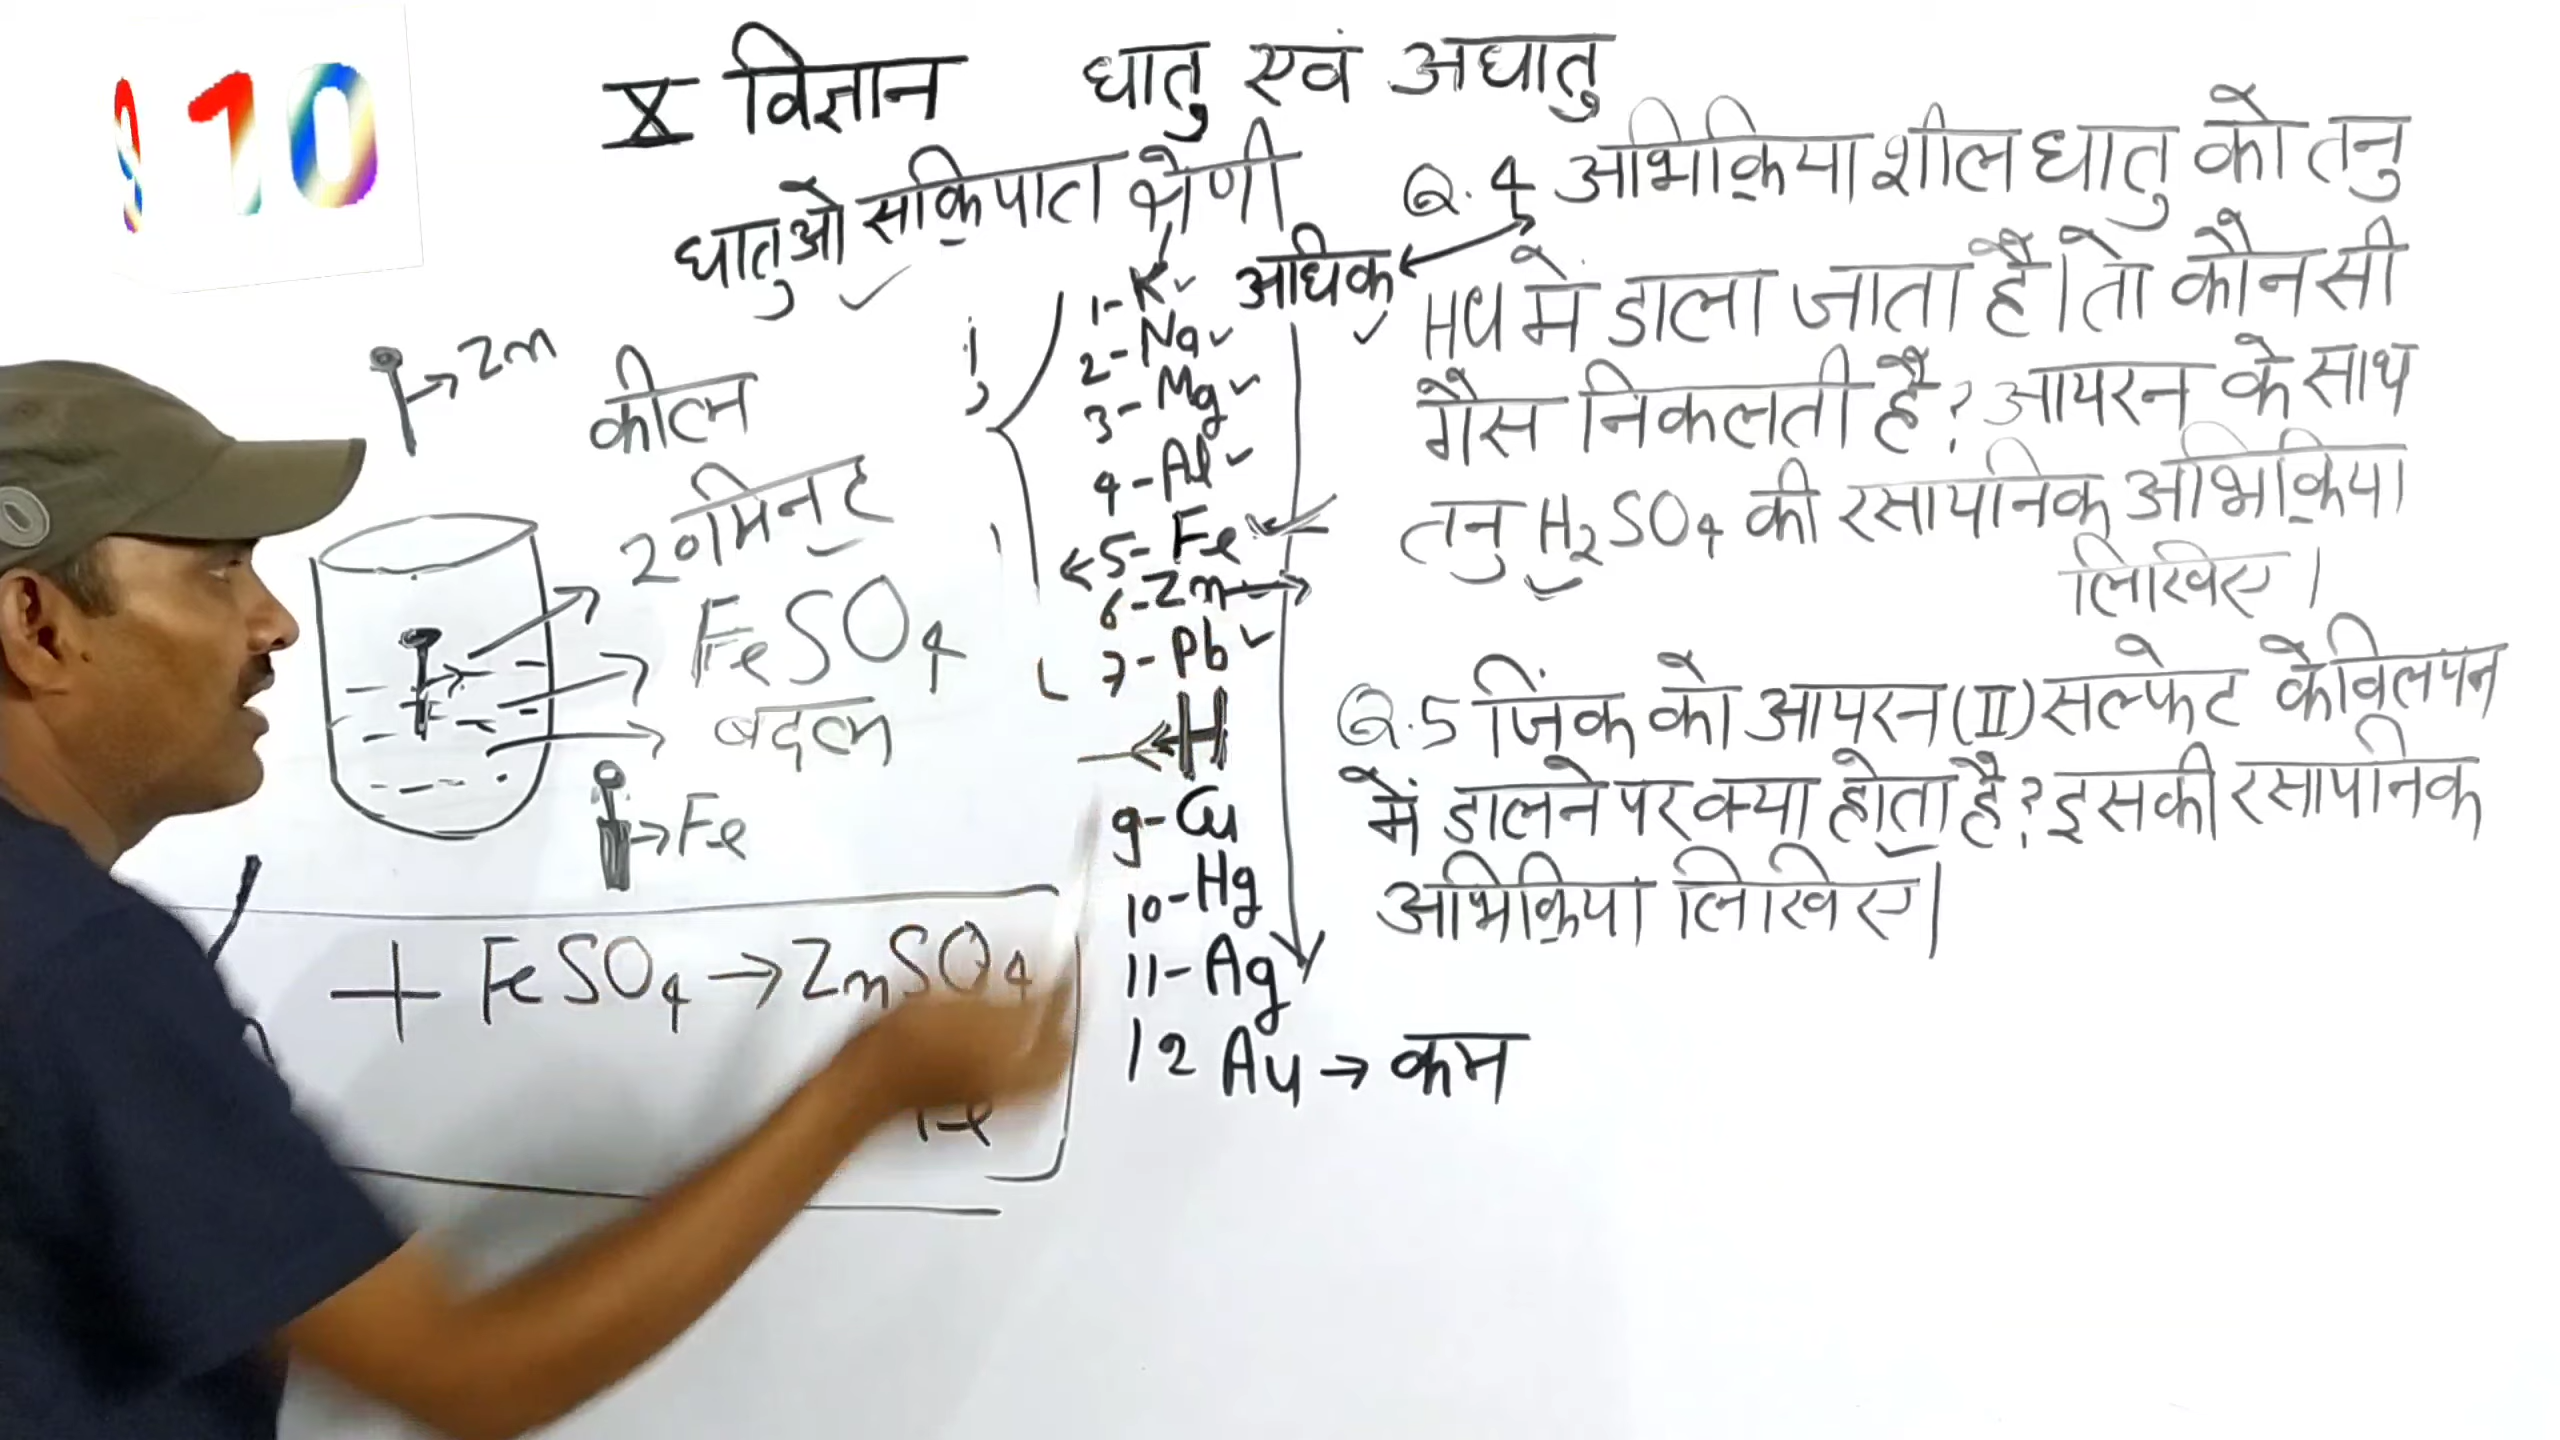 10
X विज्ञान धातु एवं अधातु
धातुओ सक्रियता श्रेणी
1- K
2- Na
3- Mg
4- Al
5- Fe
6- Zn
7- Pb
H
9- Cu
10- Hg
11- Ag
12 Au → कम
अधिक
Zn
कील
20 मिनट
FeSO4
बदल
Fe
+ FeSO4 → ZnSO4
Fe
Q.4 अभिक्रियाशील धातु को तनु
HCl में डाला जाता है। तो कौन सी
गैस निकलती है? आयरन के साथ
तनु H2SO4 की रसायनिक अभिक्रिया
लिखिए।
Q.5 जिंक को आयरन (II) सल्फेट के विलयन
में डालने पर क्या होता है? इसकी रसायनिक
अभिक्रिया लिखिए।